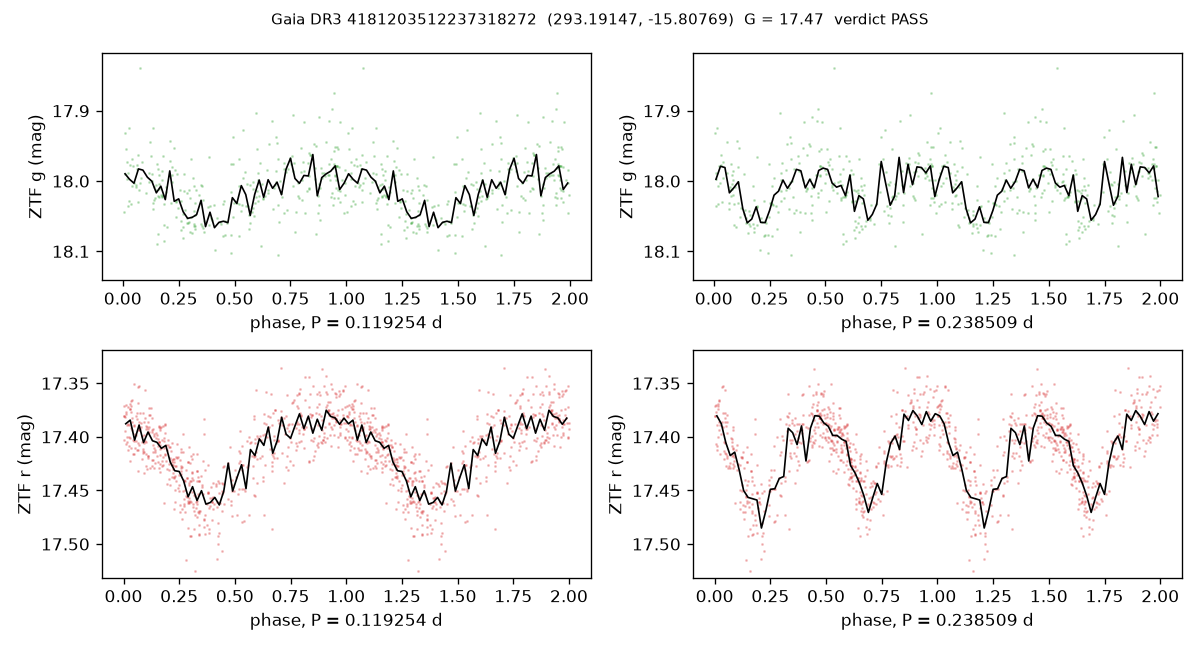 Gaia DR3 4181203512237318272  (293.19147, -15.80769)  G = 17.47  verdict PASS
ZTF g (mag)
17.9
18.0
18.1
0.00 0.25 0.50 0.75 1.00 1.25 1.50 1.75 2.00
phase, P = 0.119254 d
ZTF g (mag)
17.9
18.0
18.1
0.00 0.25 0.50 0.75 1.00 1.25 1.50 1.75 2.00
phase, P = 0.238509 d
ZTF r (mag)
17.35
17.40
17.45
17.50
0.00 0.25 0.50 0.75 1.00 1.25 1.50 1.75 2.00
phase, P = 0.119254 d
ZTF r (mag)
17.35
17.40
17.45
17.50
0.00 0.25 0.50 0.75 1.00 1.25 1.50 1.75 2.00
phase, P = 0.238509 d